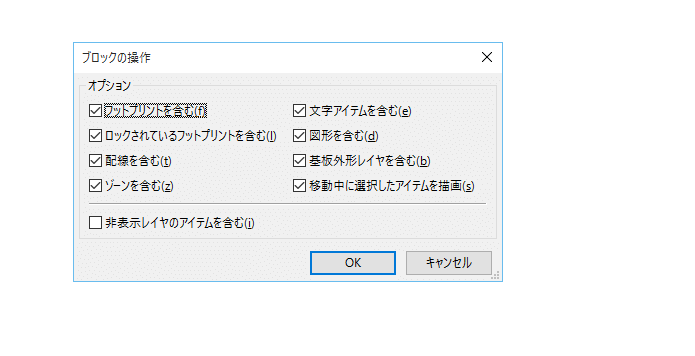 ブロックの操作
オプション
フットプリントを含む(f)
文字アイテムを含む(e)
ロックされているフットプリントを含む(l)
図形を含む(d)
配線を含む(t)
基板外形レイヤを含む(b)
ゾーンを含む(z)
移動中に選択したアイテムを描画(s)
非表示レイヤのアイテムを含む(i)
OK
キャンセル